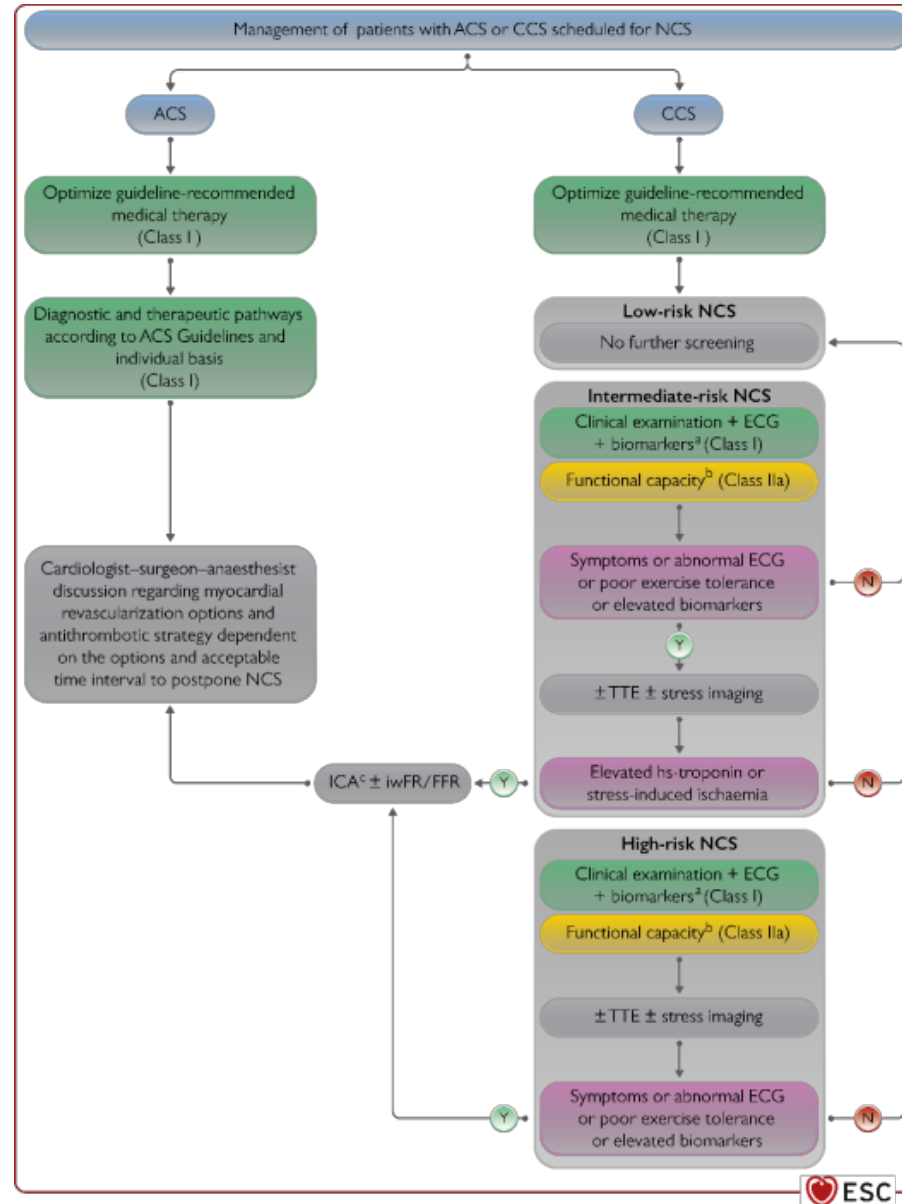 Management of patients with ACS or CCS scheduled for NCS
ACS
CCS
Optimize guideline-recommended
medical therapy
(Class I )
Optimize guideline-recommended
medical therapy
(Class I )
Diagnostic and therapeutic pathways
according to ACS Guidelines and
individual basis
(Class I)
Low-risk NCS
No further screening
Intermediate-risk NCS
Clinical examination + ECG
+ biomarkersᵃ (Class I)
Functional capacityᵇ (Class IIa)
Cardiologist–surgeon–anaesthesist
discussion regarding myocardial
revascularization options and
antithrombotic strategy dependent
on the options and acceptable
time interval to postpone NCS
Symptoms or abnormal ECG
or poor exercise tolerance
or elevated biomarkers
N
Y
±TTE ± stress imaging
ICAᶜ ± iwFR/FFR
Y
Elevated hs-troponin or
stress-induced ischaemia
N
High-risk NCS
Clinical examination + ECG
+ biomarkersᵃ (Class I)
Functional capacityᵇ (Class IIa)
±TTE ± stress imaging
Y
Symptoms or abnormal ECG
or poor exercise tolerance
or elevated biomarkers
N
ESC